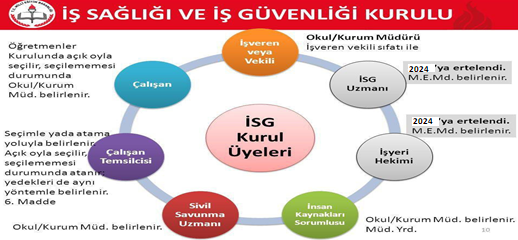 İŞ SAĞLIĞI VE İŞ GÜVENLİĞİ KURULU
Öğretmenler
Kurulunda açık oyla
seçilir, seçilememesi
durumunda
Okul/Kurum
Müd. belirlenir.
Çalışan
İşveren
veya
Vekili
Okul/Kurum Müdürü
İşveren vekili sıfatı ile
İSG
Uzmanı
2024 'ya ertelendi.
M.E.Md. belirlenir.
İSG
Kurul
Üyeleri
2024 'ya ertelendi.
M.E.Md. belirlenir.
İşyeri
Hekimi
Seçimle yada atama
yoluyla belirlenir.
Açık oyla seçilir,
seçilememesi
durumunda atanır;
yedekleri de aynı
yöntemle belirlenir.
6. Madde
Çalışan
Temsilcisi
Sivil
Savunma
Uzmanı
Okul/Kurum Müd. belirlenir.
İnsan
Kaynakları
Sorumlusu
Okul/Kurum Müd. belirlenir.
Müd. Yrd.
10